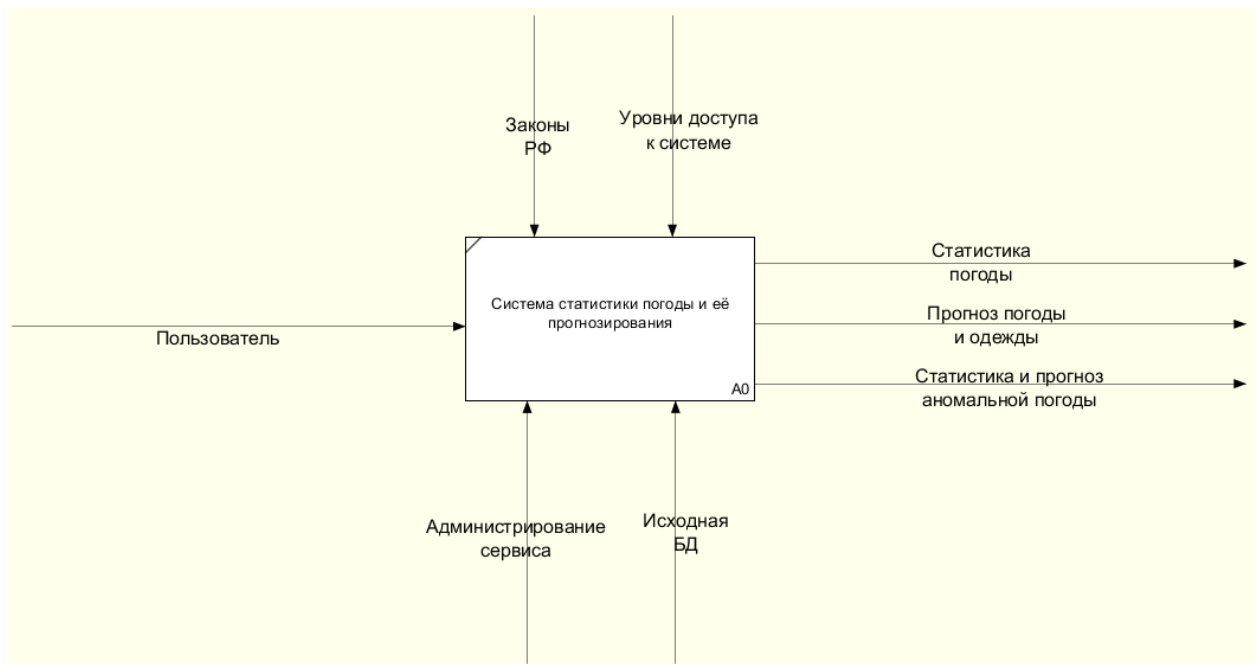 Законы
РФ
Уровни доступа
к системе
Система статистики погоды и её
прогнозирования
A0
Пользователь
Статистика
погоды
Прогноз погоды
и одежды
Статистика и прогноз
аномальной погоды
Администрирование
сервиса
Исходная
БД